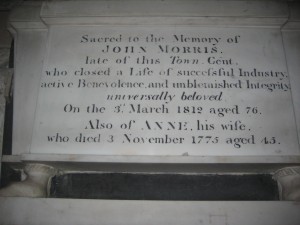 Sacred to the Memory of
JOHN MORRIS,
late of this Town. Gent.
who closed a Life of successful Industry,
active Benevolence, and unblemished Integrity,
universally beloved.
On the 3d. March 1812 aged 76.
Also of ANNE, his wife,
who died 3 November 1775 aged 45.